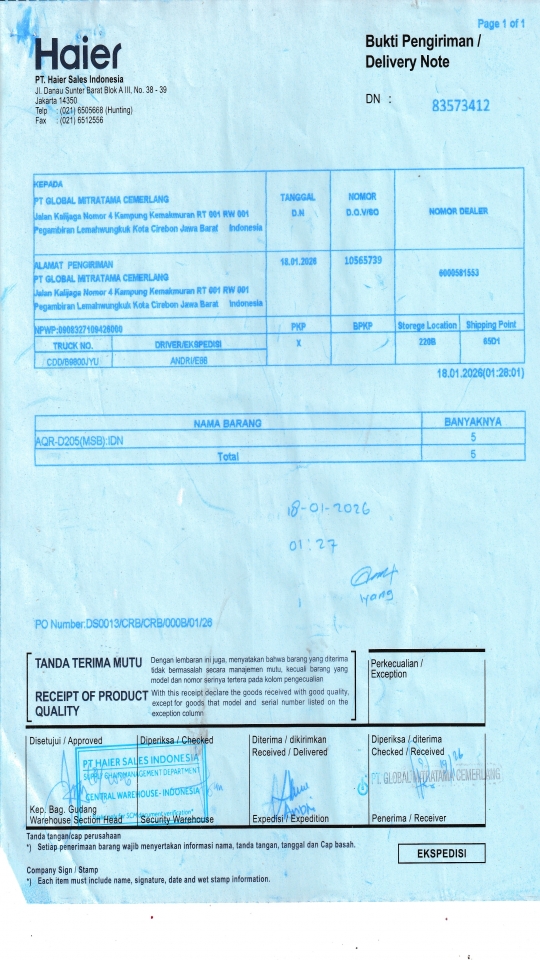 Page 1 of 1
Haier
Bukti Pengiriman /
Delivery Note
PT. Haier Sales Indonesia
Jl. Danau Sunter Barat Blok A III, No. 38 - 39
Jakarta 14350
Telp : (021) 6505668 (Hunting)
Fax : (021) 6512556
DN : 83573412
KEPADA
PT GLOBAL MITRATAMA CEMERLANG
Jalan Kalijaga Nomor 4 Kampung Kemakmuran RT 001 RW 001
Pegambiran Lemahwungkuk Kota Cirebon Jawa Barat Indonesia
TANGGAL
D.N
NOMOR
D.O./V/SO
NOMOR DEALER
ALAMAT PENGIRIMAN
PT GLOBAL MITRATAMA CEMERLANG
Jalan Kalijaga Nomor 4 Kampung Kemakmuran RT 001 RW 001
Pegambiran Lemahwungkuk Kota Cirebon Jawa Barat Indonesia
18.01.2026
10565739
NPWP:0908327109426000
PKP
BPKP
Storege Location
Shipping Point
TRUCK NO.
DRIVER/EKSPEDISI
X
220B
65D1
ANDRI/E86
18.01.2026(01:28:01)
NAMA BARANG
BANYAKNYA
AQR-D205(MSB):IDN
5
Total
5
18-01-2026
01:27
PO Number:DS0013/CRB/CRB/000B/01/26
TANDA TERIMA MUTU
Dengan lembaran ini juga, menyatakan bahwa barang yang diterima
tidak bermasalah secara manajemen mutu, kecuali barang yang
model dan nomor serinya tertera pada kolom pengecualian
RECEIPT OF PRODUCT
QUALITY
With this receipt declare the goods received with good quality,
except for goods that model and serial number listed on the
exception column
Perkecualian /
Exception
Disetujui / Approved
Diperiksa / Checked
Diterima / dikirimkan
Received / Delivered
Diperiksa / diterima
Checked / Received
PT HAIER SALES INDONESIA
SUPPLY CHAIN MANAGEMENT DEPARTMENT
CENTRAL WAREHOUSE- INDONESIA
PT. GLOBAL MITRATAMA CEMERLANG
Kep. Bag. Gudang
Warehouse Section Head
Security Warehouse
Expedisi / Expedition
Penerima / Receiver
Tanda tangan/cap perusahaan
*) Setiap penerimaan barang wajib menyertakan informasi nama, tanda tangan, tanggal dan Cap basah.
EKSPEDISI
Company Sign / Stamp
*) Each item must include name, signature, date and wet stamp information.